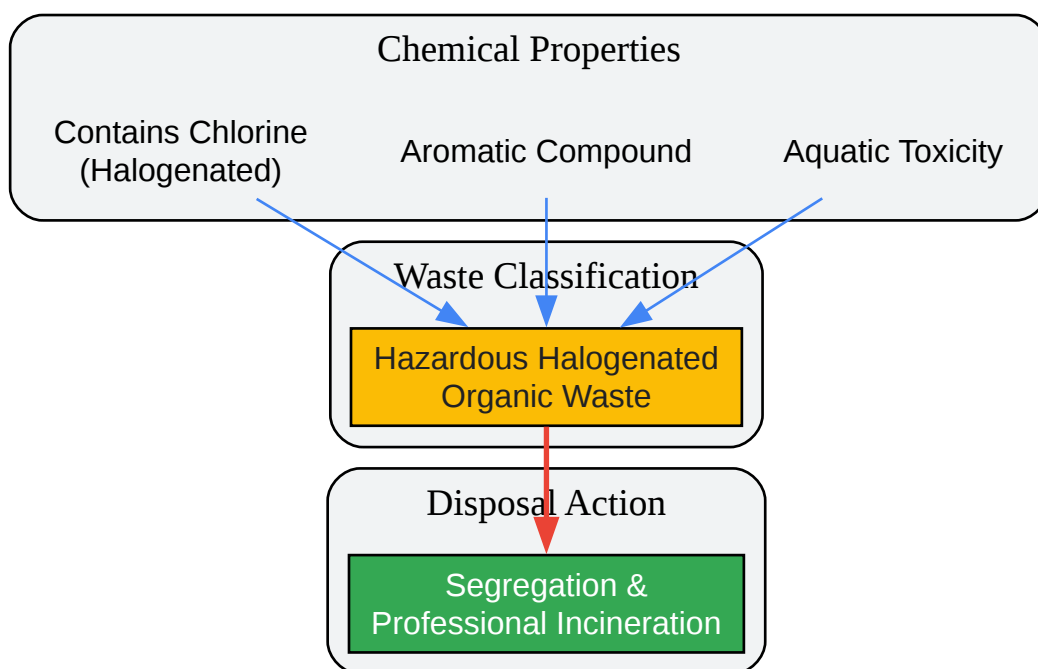 Chemical Properties
Contains Chlorine
(Halogenated)
Aromatic Compound
Aquatic Toxicity
Waste Classification
Hazardous Halogenated
Organic Waste
Disposal Action
Segregation &
Professional Incineration